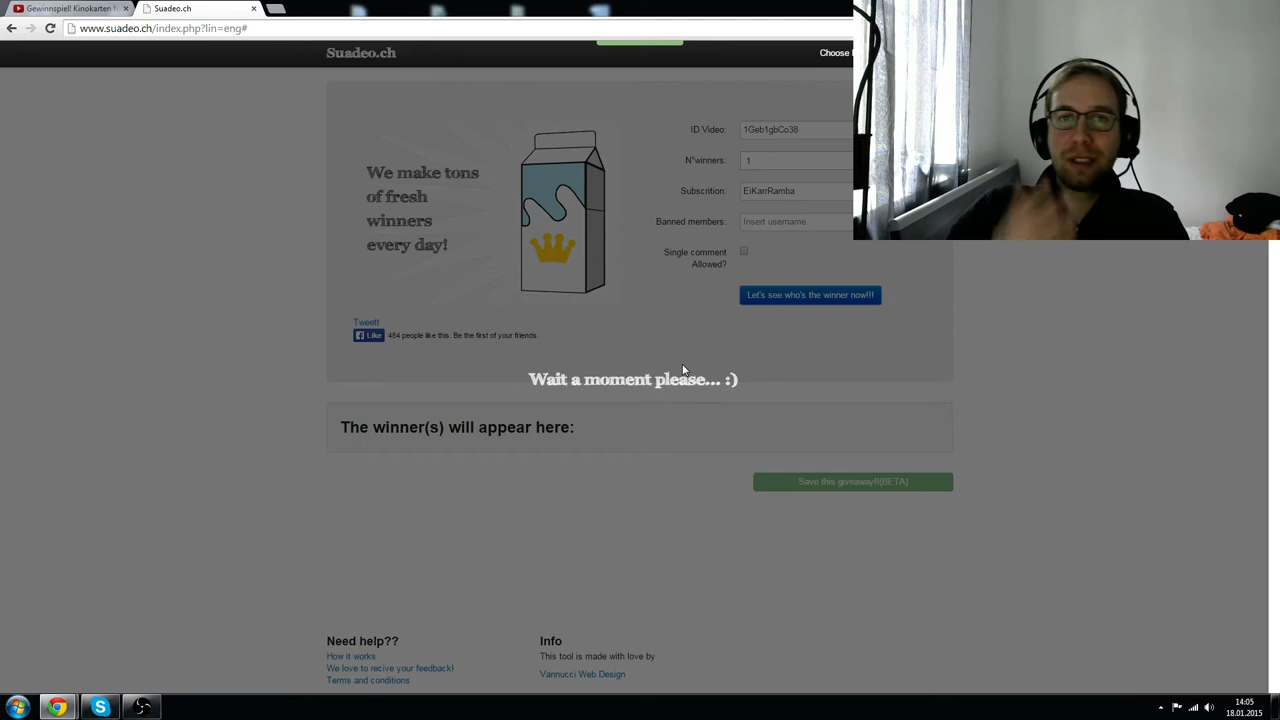 Gewinnspiel! Kinokarten f
Suadeo.ch
www.suadeo.ch/index.php?lin=eng#
Suadeo.ch
Choose
We make tons
of fresh
winners
every day!
ID Video:
1Geb1gbCo38
N°winners:
1
Subscrition:
EiKarrRamba
Banned members:
Insert username
Single comment
Allowed?
Let's see who's the winner now!!!
Tweett
Like
454 people like this. Be the first of your friends.
Wait a moment please... :)
The winner(s) will appear here:
Save this giveaway!!(BETA)
Need help??
How it works
We love to recive your feedback!
Terms and conditions
Info
This tool is made with love by
Vannucci Web Design
14:05
18.01.2015